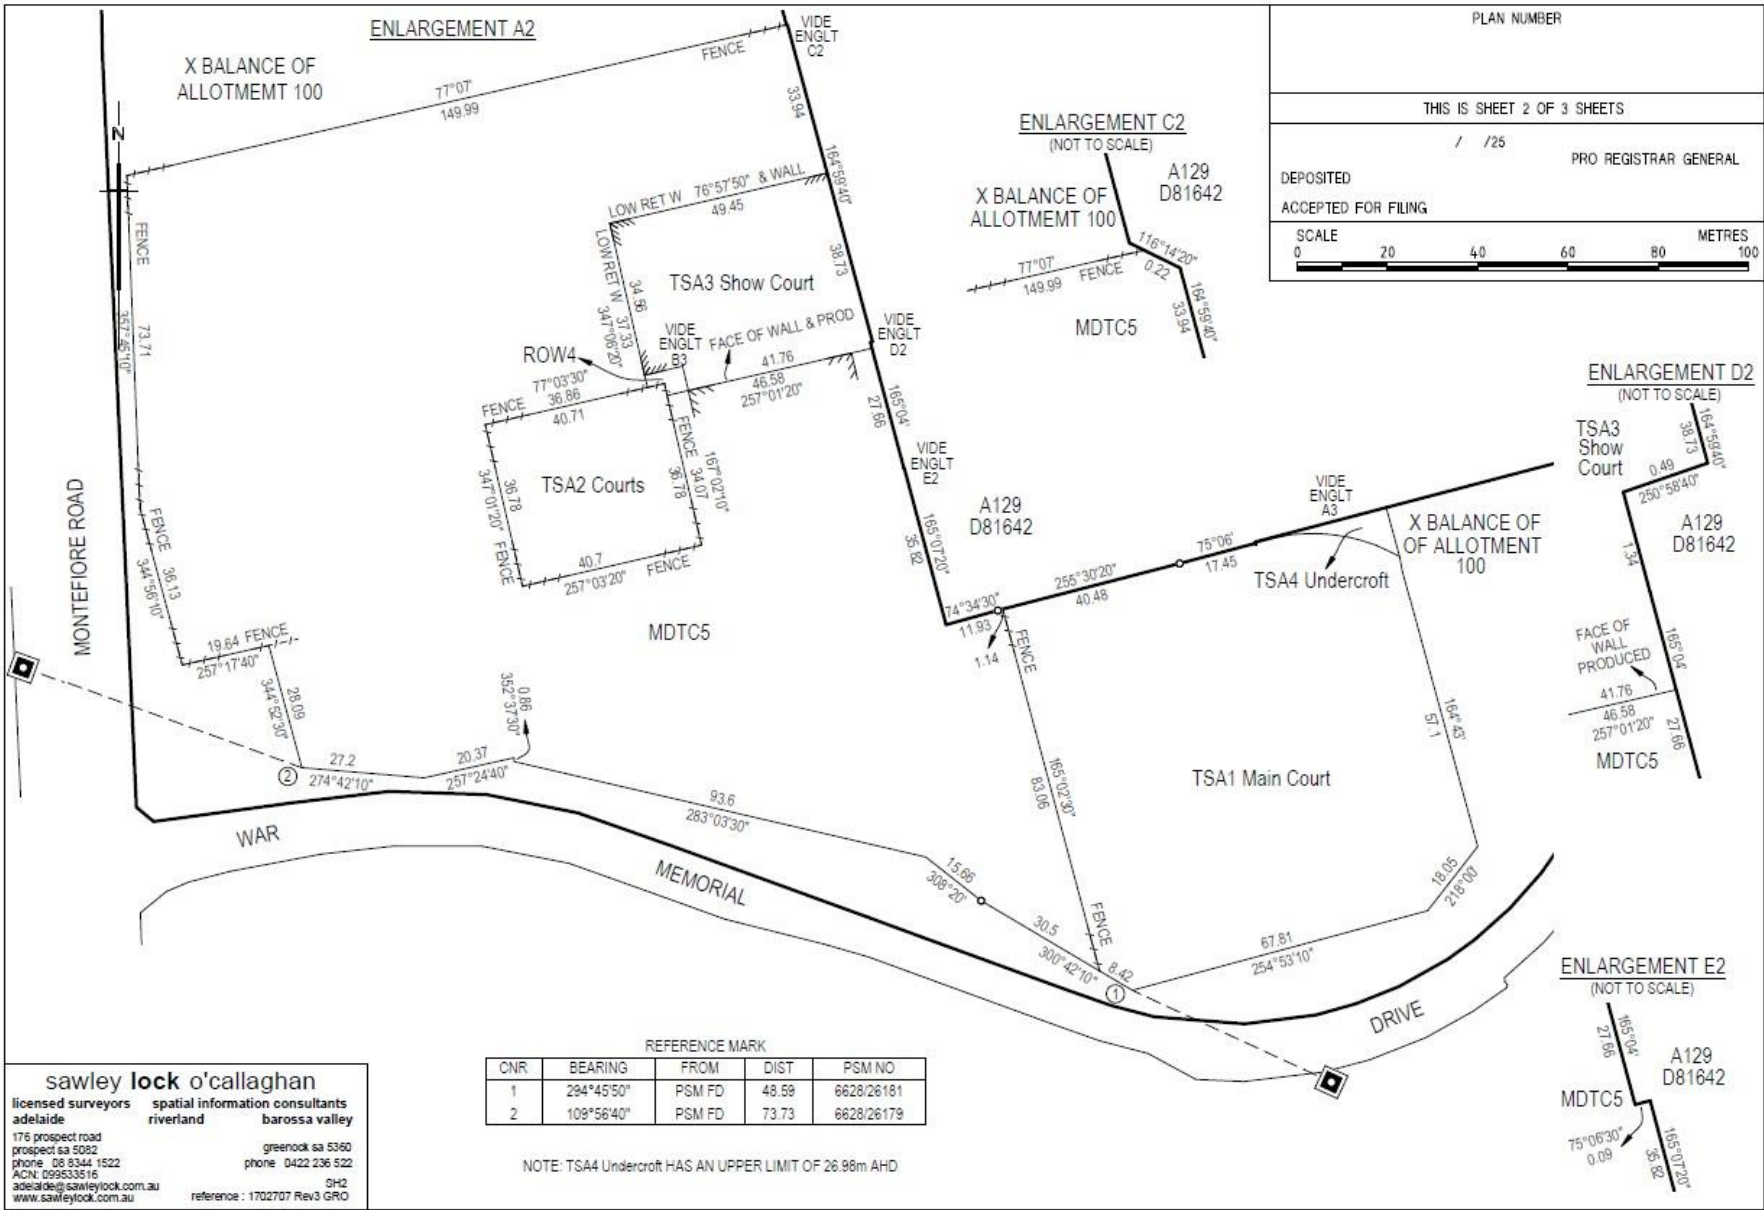 ENLARGEMENT A2
X BALANCE OF
ALLOTMEMT 100
N
77°07'
149.99
FENCE
VIDE
ENGLT
C2
33.94
164°59'40"
38.73
FENCE
73.71
357°45'10"
LOW RET W 76°57'50" & WALL
49.45
LOW RET W
34.56
37.33
347°06'20"
TSA3 Show Court
VIDE
ENGLT
B3
FACE OF WALL & PROD
41.76
46.58
257°01'20"
VIDE
ENGLT
D2
ROW4
77°03'30"
FENCE 36.86
40.71
TSA2 Courts
36.78
347°01'20"
FENCE
FENCE 34.07
36.78
167°02'10"
40.7
257°03'20"
FENCE
165°04'
27.66
VIDE
ENGLT
E2
165°07'20"
35.82
A129
D81642
MONTEFIORE ROAD
FENCE
36.13
344°56'10"
19.64 FENCE
257°17'40"
28.09
344°52'30"
MDTC5
0.86
352°37'30"
27.2
274°42'10"
20.37
257°24'40"
2
93.6
283°03'30"
15.66
308°20'
30.5
300°42'10"
8.42
1
WAR
MEMORIAL
DRIVE
74°34'30"
11.93
1.14
255°30'20"
40.48
75°06'
17.45
VIDE
ENGLT
A3
TSA4 Undercroft
X BALANCE OF
OF ALLOTMENT
100
FENCE
165°02'30"
83.06
FENCE
TSA1 Main Court
164°43'
57.1
18.05
218°00'
67.81
254°53'10"
ENLARGEMENT C2
(NOT TO SCALE)
A129
D81642
X BALANCE OF
ALLOTMEMT 100
116°14'20"
0.22
77°07'
149.99
FENCE
164°59'40"
33.94
MDTC5
PLAN NUMBER
THIS IS SHEET 2 OF 3 SHEETS
/ /25
PRO REGISTRAR GENERAL
DEPOSITED
ACCEPTED FOR FILING
SCALE METRES
0 20 40 60 80 100
ENLARGEMENT D2
(NOT TO SCALE)
TSA3
Show
Court
164°59'40"
38.73
0.49
250°58'40"
A129
D81642
1.34
165°04'
FACE OF
WALL
PRODUCED
41.76
46.58
257°01'20"
27.66
MDTC5
ENLARGEMENT E2
(NOT TO SCALE)
165°04'
27.66
A129
D81642
MDTC5
75°06'30"
0.09
165°07'20"
35.82
REFERENCE MARK
CNR BEARING FROM DIST PSM NO
1 294°45'50" PSM FD 48.59 6628/26181
2 109°56'40" PSM FD 73.73 6628/26179
NOTE: TSA4 Undercroft HAS AN UPPER LIMIT OF 26.98m AHD
sawley lock o'callaghan
licensed surveyors spatial information consultants
adelaide riverland barossa valley
176 prospect road
prospect sa 5082 greenock sa 5360
phone 08 8344 1522 phone 0422 236 522
ACN: 099533516
adelaide@sawleylock.com.au SH2
www.sawleylock.com.au reference : 1702707 Rev3 GRO